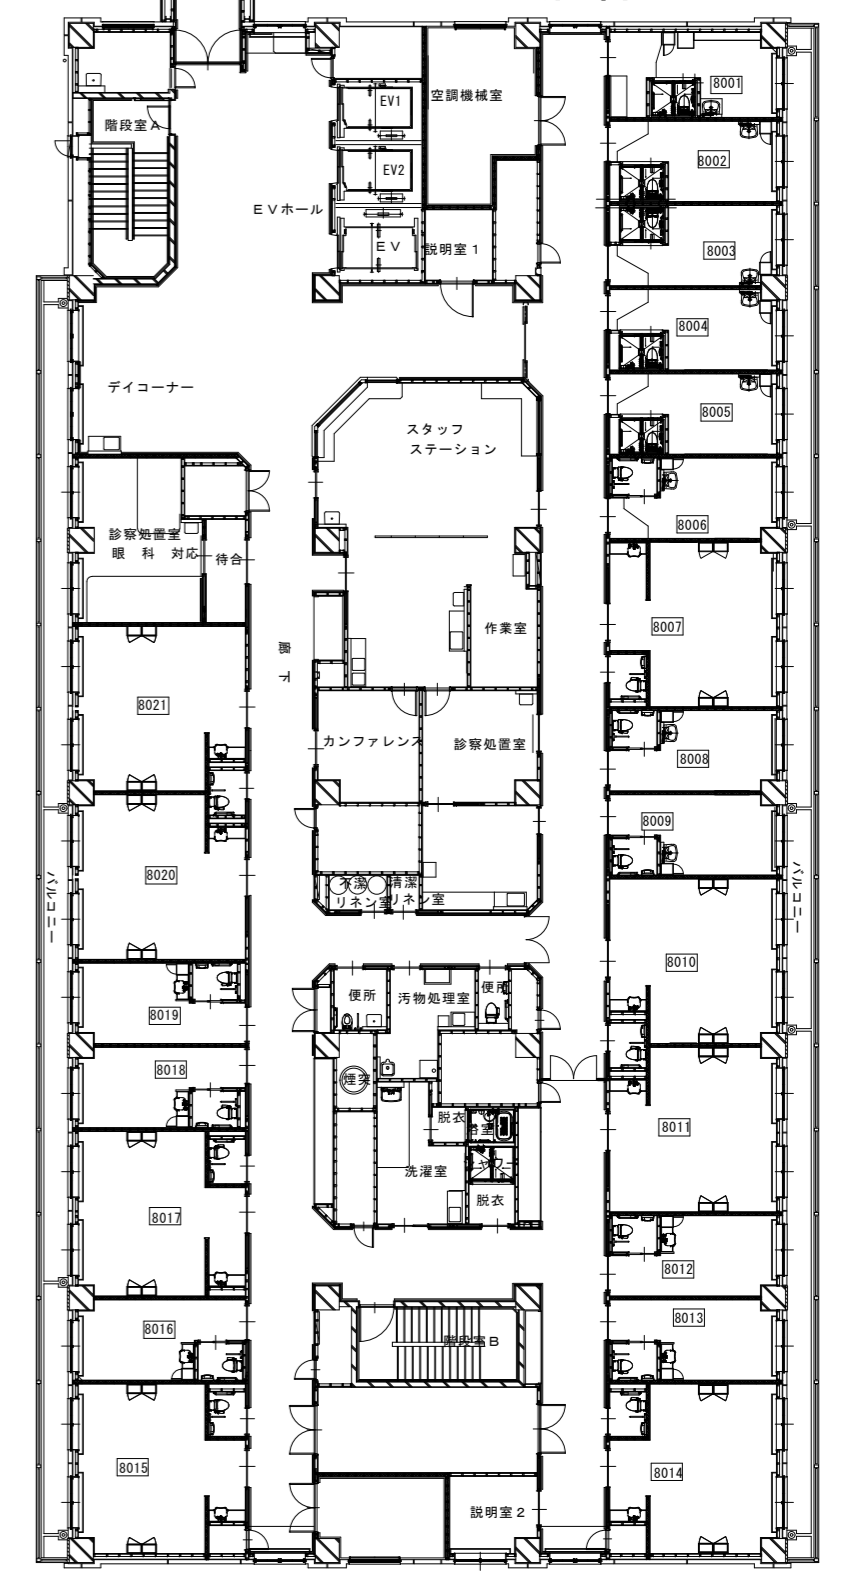 8001
EV1
空調機械室
階段室A
8002
EV2
EVホール
EV
説明室1
8003
8004
デイコーナー
8005
スタッフ
ステーション
8006
診察処置室
眼 科 対応
待合
作業室
8007
廊下
8021
カンファレンス
診察処置室
8008
8009
8020
バルコニー
バルコニー
不潔
リネン室
清潔
リネン室
8010
便所
汚物処理室
便所
8019
8018
煙突
脱衣
浴室
8011
洗濯室
脱衣
8017
8012
8016
階段室B
8013
8015
8014
説明室2